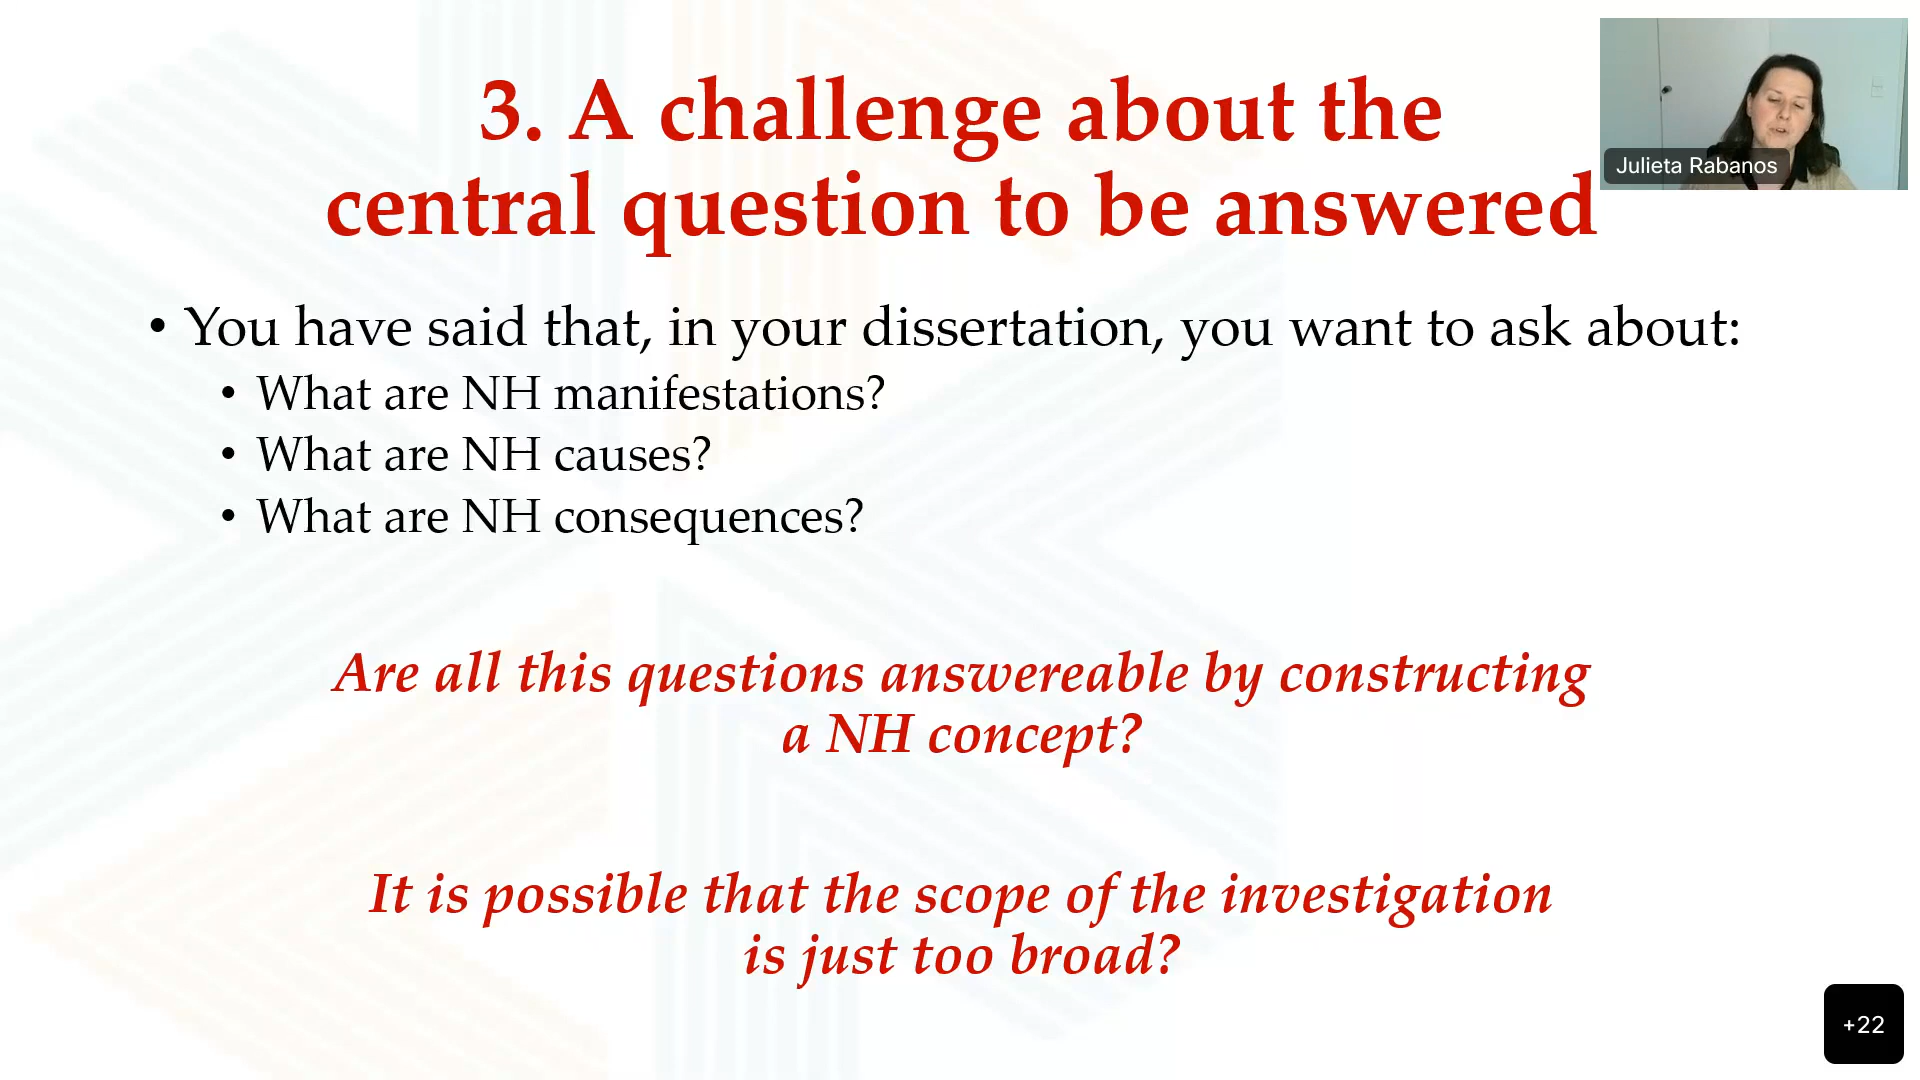 3. A challenge about the
central question to be answered
Julieta Rabanos
• You have said that, in your dissertation, you want to ask about:
• What are NH manifestations?
• What are NH causes?
• What are NH consequences?
Are all this questions answereable by constructing
a NH concept?
It is possible that the scope of the investigation
is just too broad?
+22